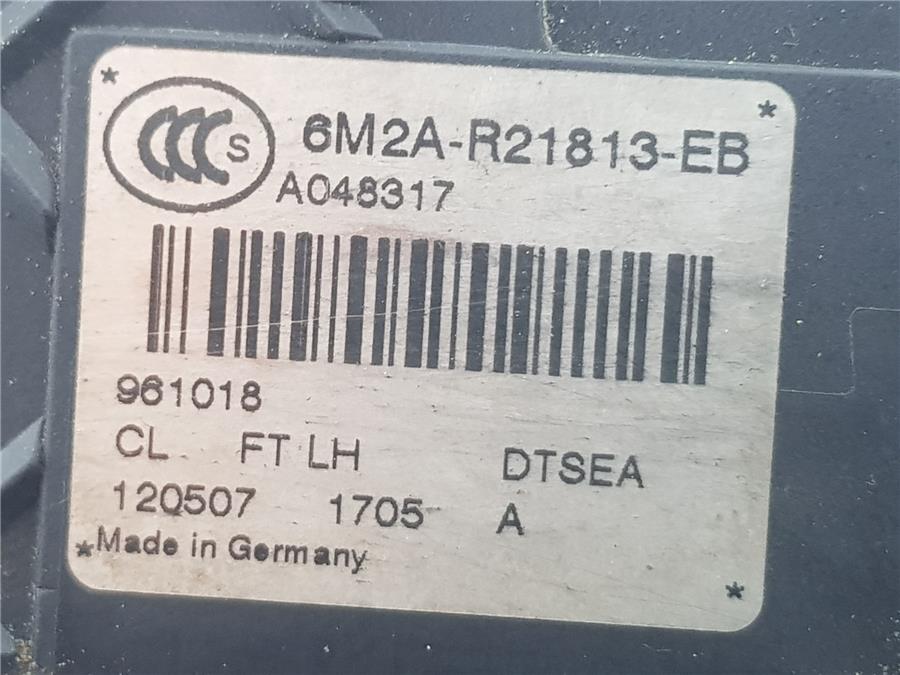 CCC S
6M2A-R21813-EB
A048317
961018
CL FT LH DTSEA
120507 1705 A
*Made in Germany